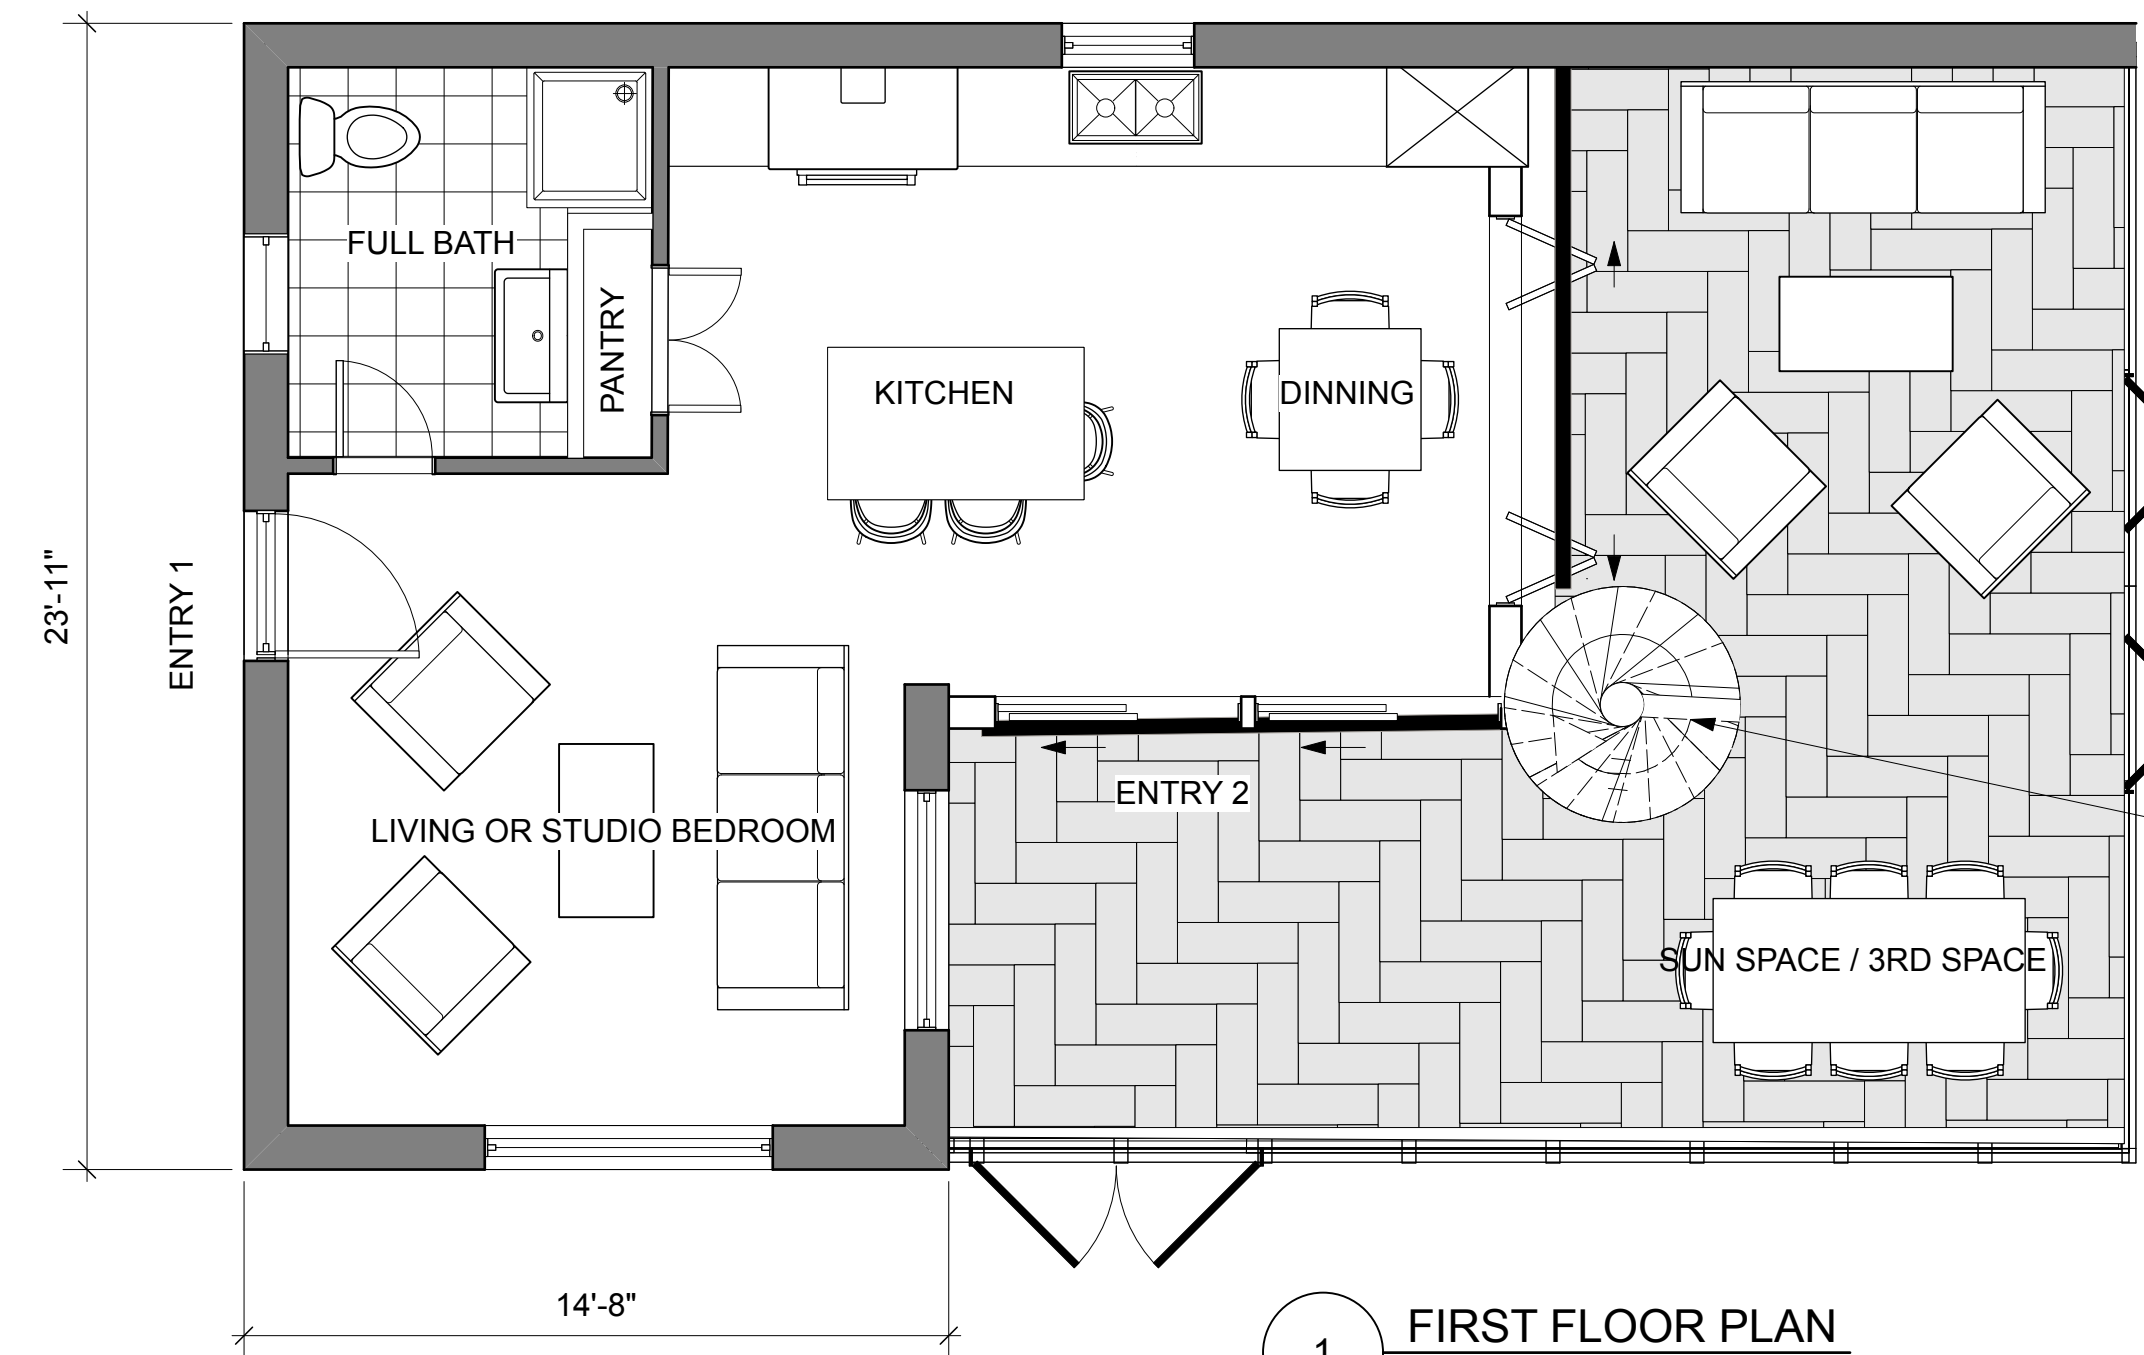 FULL BATH
PANTRY
KITCHEN
DINNING
23'-11"
ENTRY 1
ENTRY 2
LIVING OR STUDIO BEDROOM
SUN SPACE / 3RD SPACE
14'-8"
1
FIRST FLOOR PLAN